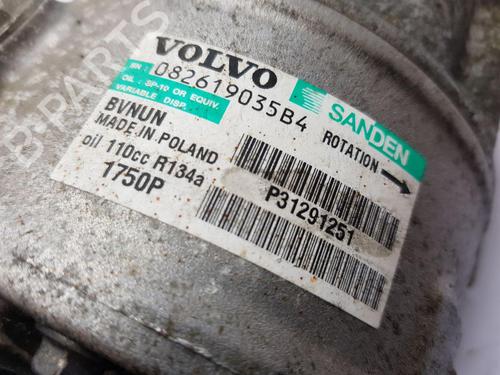 VOLVO
SANDEN
SN : 082619035B4
OIL : SP-10 OR EQUIV.
VARIABLE DISP.
ROTATION
BVNUN
MADE IN POLAND
oil 110cc R134a
1750P
P31291251
B-PARTS